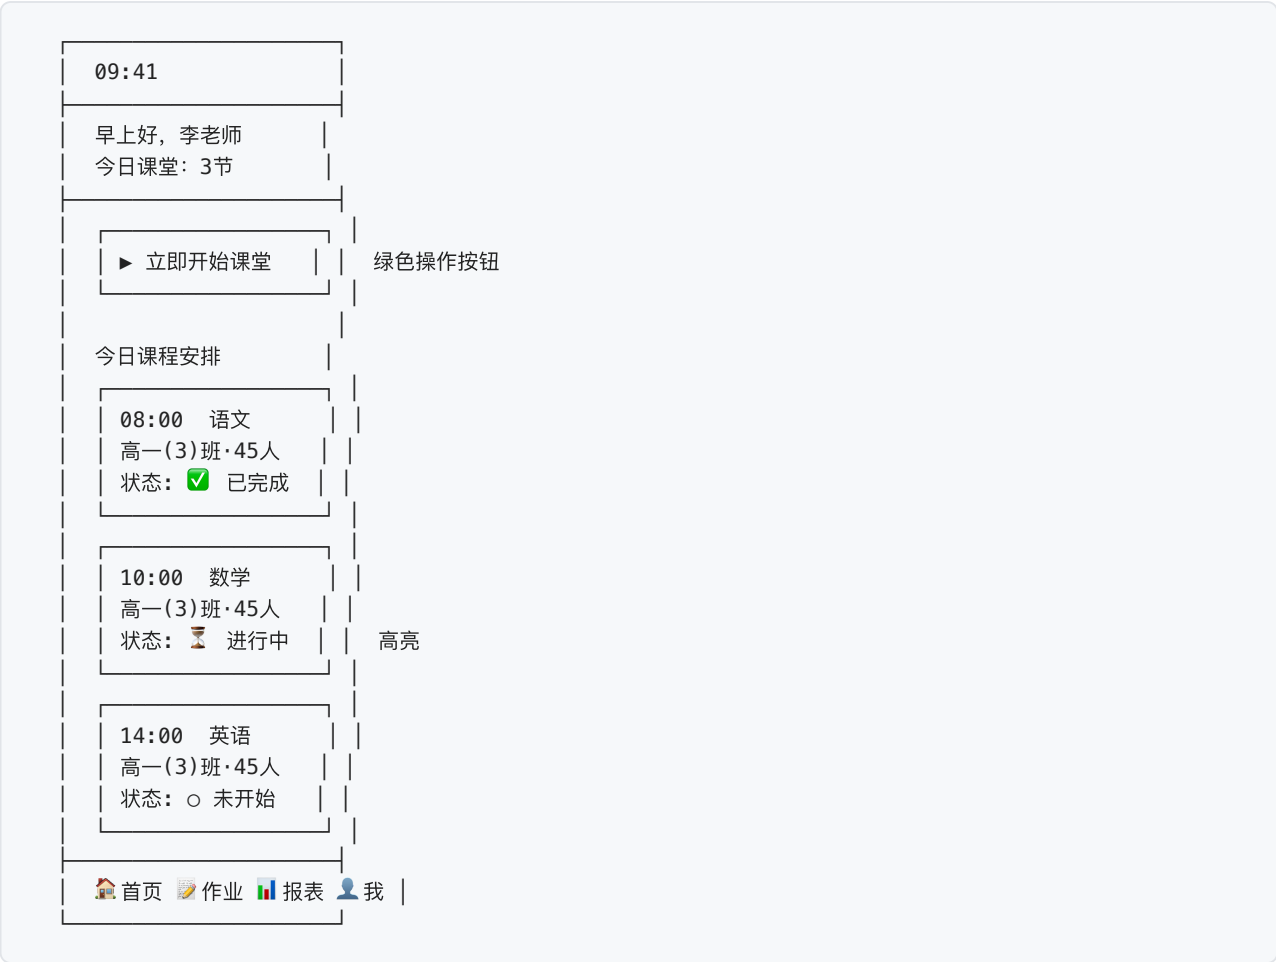 09:41
早上好，李老师
今日课堂：3节
▶ 立即开始课堂 绿色操作按钮
今日课程安排
08:00 语文
高一(3)班·45人
状态: ✅ 已完成
10:00 数学
高一(3)班·45人
状态: ⏳ 进行中 高亮
14:00 英语
高一(3)班·45人
状态: ○ 未开始
🏠首页 📝作业 📊报表 👤我